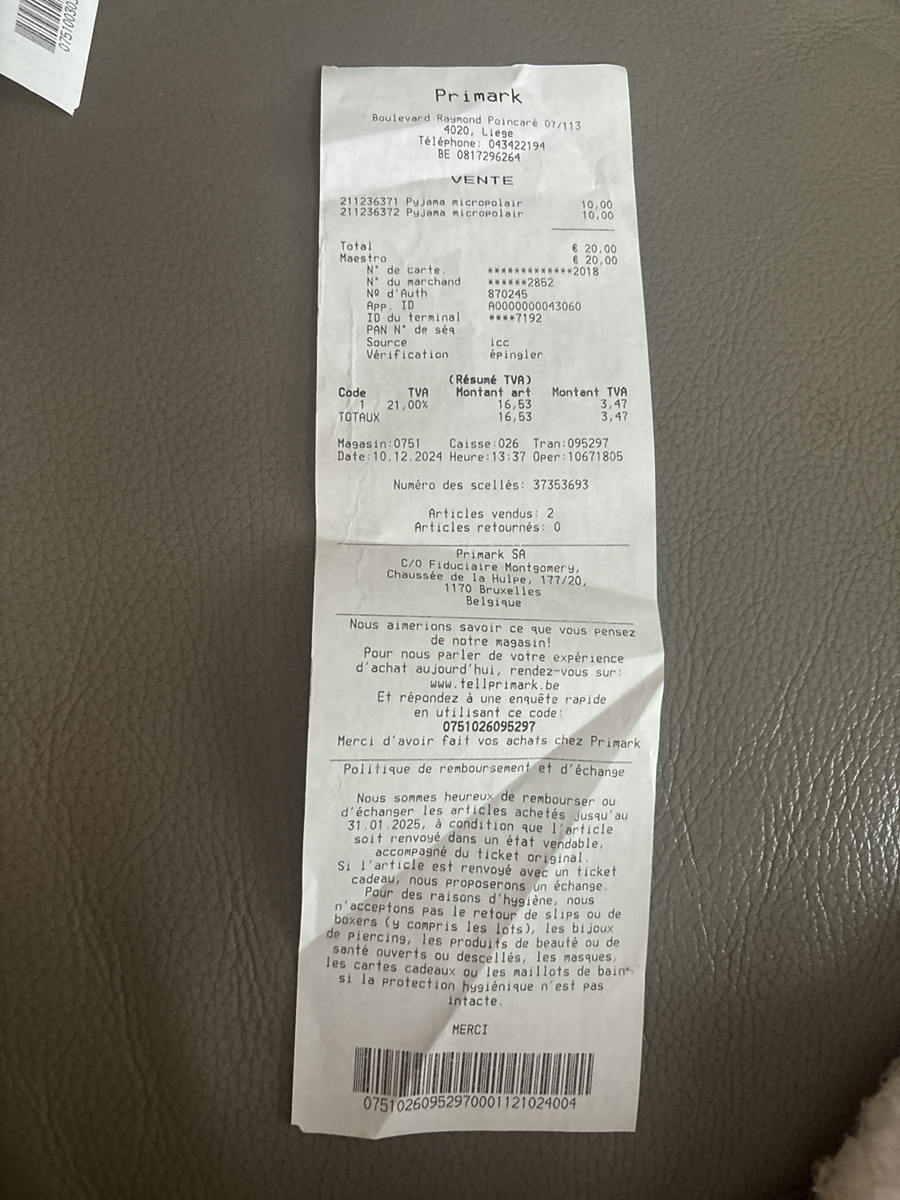 07510030
Primark
Boulevard Raymond Poincaré 07/113
4020, Liege
Téléphone: 043422194
BE 0817296264
VENTE
211236371 Pyjama micropolair 10,00
211236372 Pyjama micropolair 10,00
Total € 20,00
Maestro € 20,00
N° de carte. *************2018
N° du marchand ******2852
Nº d'Auth 870245
App. ID A0000000043060
ID du terminal ****7192
PAN N° de séq
Source icc
Vérification épingler
(Résumé TVA)
Code TVA Montant art Montant TVA
1 21,00% 16,53 3,47
TOTAUX 16,53 3,47
Magasin:0751 Caisse:026 Tran:095297
Date:10.12.2024 Heure:13:37 Oper:10671805
Numéro des scellés: 37353693
Articles vendus: 2
Articles retournés: 0
Primark SA
C/O Fiduciaire Montgomery,
Chaussée de la Hulpe, 177/20,
1170 Bruxelles
Belgique
Nous aimerions savoir ce que vous pensez
de notre magasin!
Pour nous parler de votre expérience
d'achat aujourd'hui, rendez-vous sur:
www.tellprimark.be
Et répondez à une enquête rapide
en utilisant ce code:
0751026095297
Merci d'avoir fait vos achats chez Primark
Politique de remboursement et d'échange
Nous sommes heureux de rembourser ou
d'échanger les articles achetés jusqu'au
31.01.2025, à condition que l'article
soit renvoyé dans un état vendable,
accompagné du ticket original.
Si l'article est renvoyé avec un ticket
cadeau, nous proposerons un échange.
Pour des raisons d'hygiène, nous
n'acceptons pas le retour de slips ou de
boxers (y compris les lots), les bijoux
de piercing, les produits de beauté ou de
santé ouverts ou descellés, les masques,
les cartes cadeaux ou les maillots de bain
si la protection hygiénique n'est pas
intacte.
MERCI
07510260952970001121024004